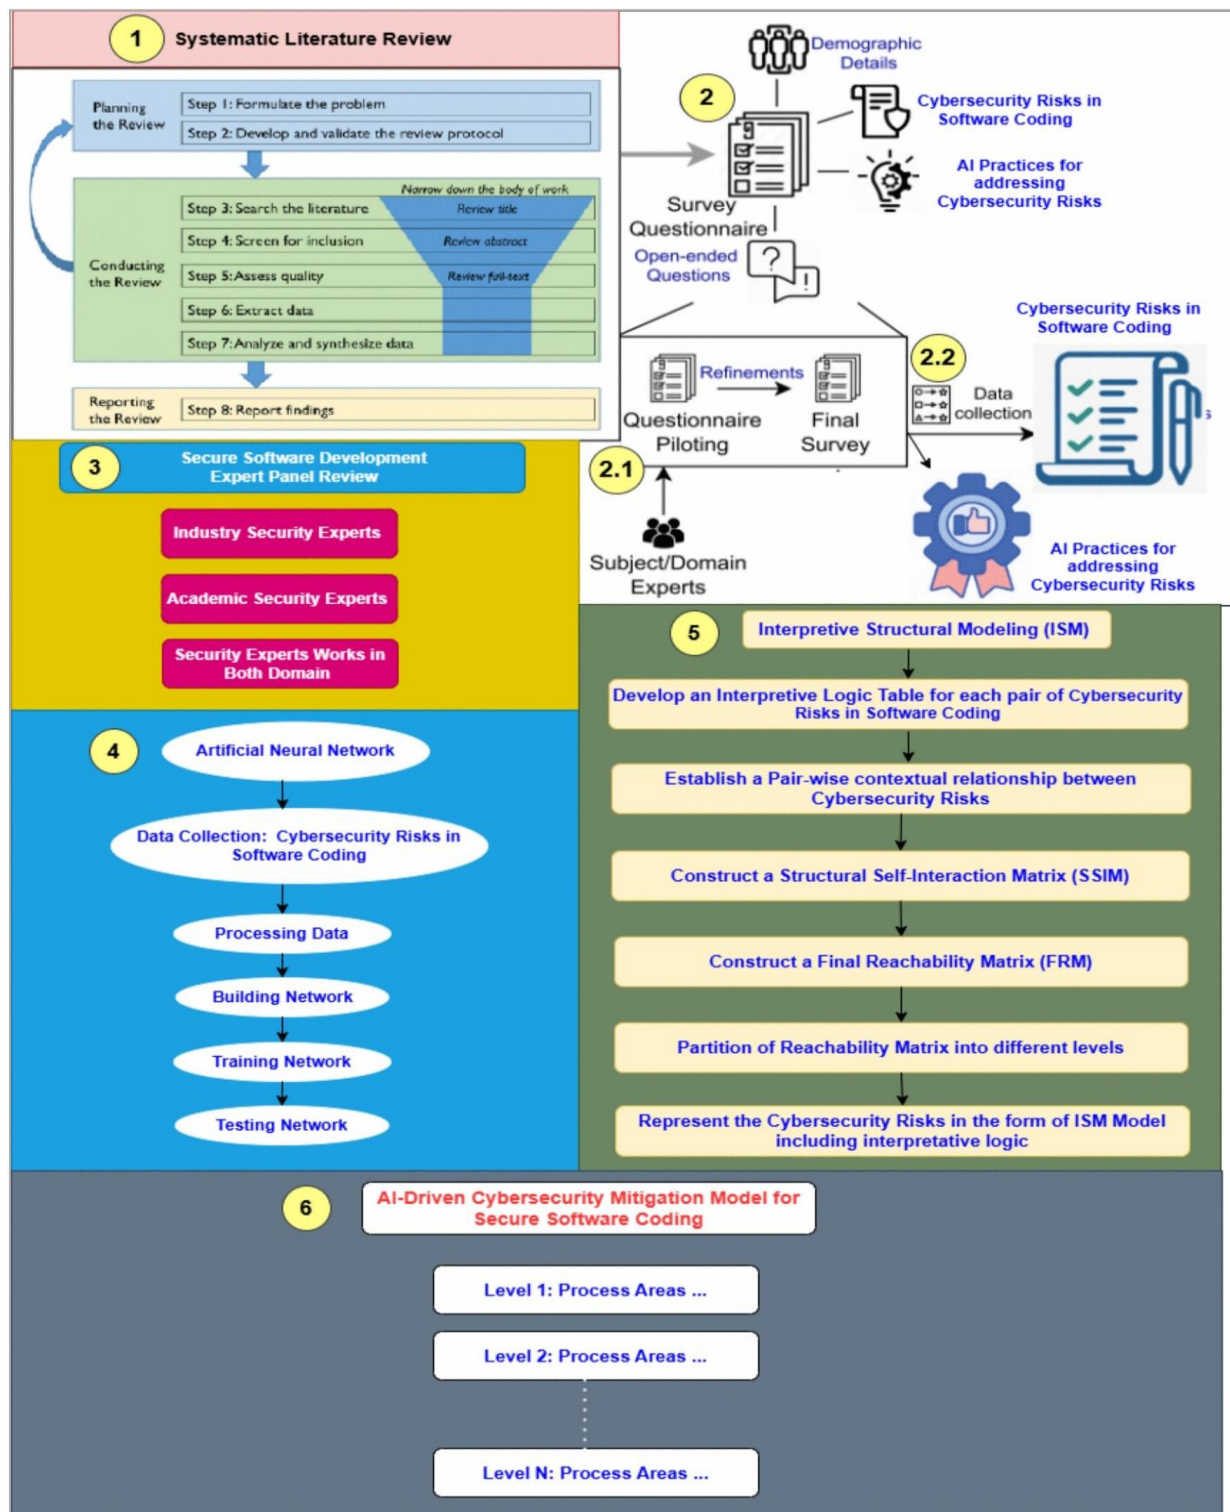 1
Systematic Literature Review
Planning
the Review
Step 1: Formulate the problem
Step 2: Develop and validate the review protocol
Conducting
the Review
Narrow down the body of work
Step 3: Search the literature
Review title
Step 4: Screen for inclusion
Review abstract
Step 5: Assess quality
Review full-text
Step 6: Extract data
Step 7: Analyze and synthesize data
Reporting
the Review
Step 8: Report findings
2
Demographic
Details
Cybersecurity Risks in
Software Coding
AI Practices for
addressing
Cybersecurity Risks
Survey
Questionnaire
Open-ended
Questions
2.1
Questionnaire
Piloting
Refinements
Final
Survey
Subject/Domain
Experts
2.2
Data
collection
Cybersecurity Risks in
Software Coding
s
AI Practices for
addressing
Cybersecurity Risks
3
Secure Software Development
Expert Panel Review
Industry Security Experts
Academic Security Experts
Security Experts Works in
Both Domain
4
Artificial Neural Network
Data Collection: Cybersecurity Risks in
Software Coding
Processing Data
Building Network
Training Network
Testing Network
5
Interpretive Structural Modeling (ISM)
Develop an Interpretive Logic Table for each pair of Cybersecurity
Risks in Software Coding
Establish a Pair-wise contextual relationship between
Cybersecurity Risks
Construct a Structural Self-Interaction Matrix (SSIM)
Construct a Final Reachability Matrix (FRM)
Partition of Reachability Matrix into different levels
Represent the Cybersecurity Risks in the form of ISM Model
including interpretative logic
6
AI-Driven Cybersecurity Mitigation Model for
Secure Software Coding
Level 1: Process Areas ...
Level 2: Process Areas ...
Level N: Process Areas ...